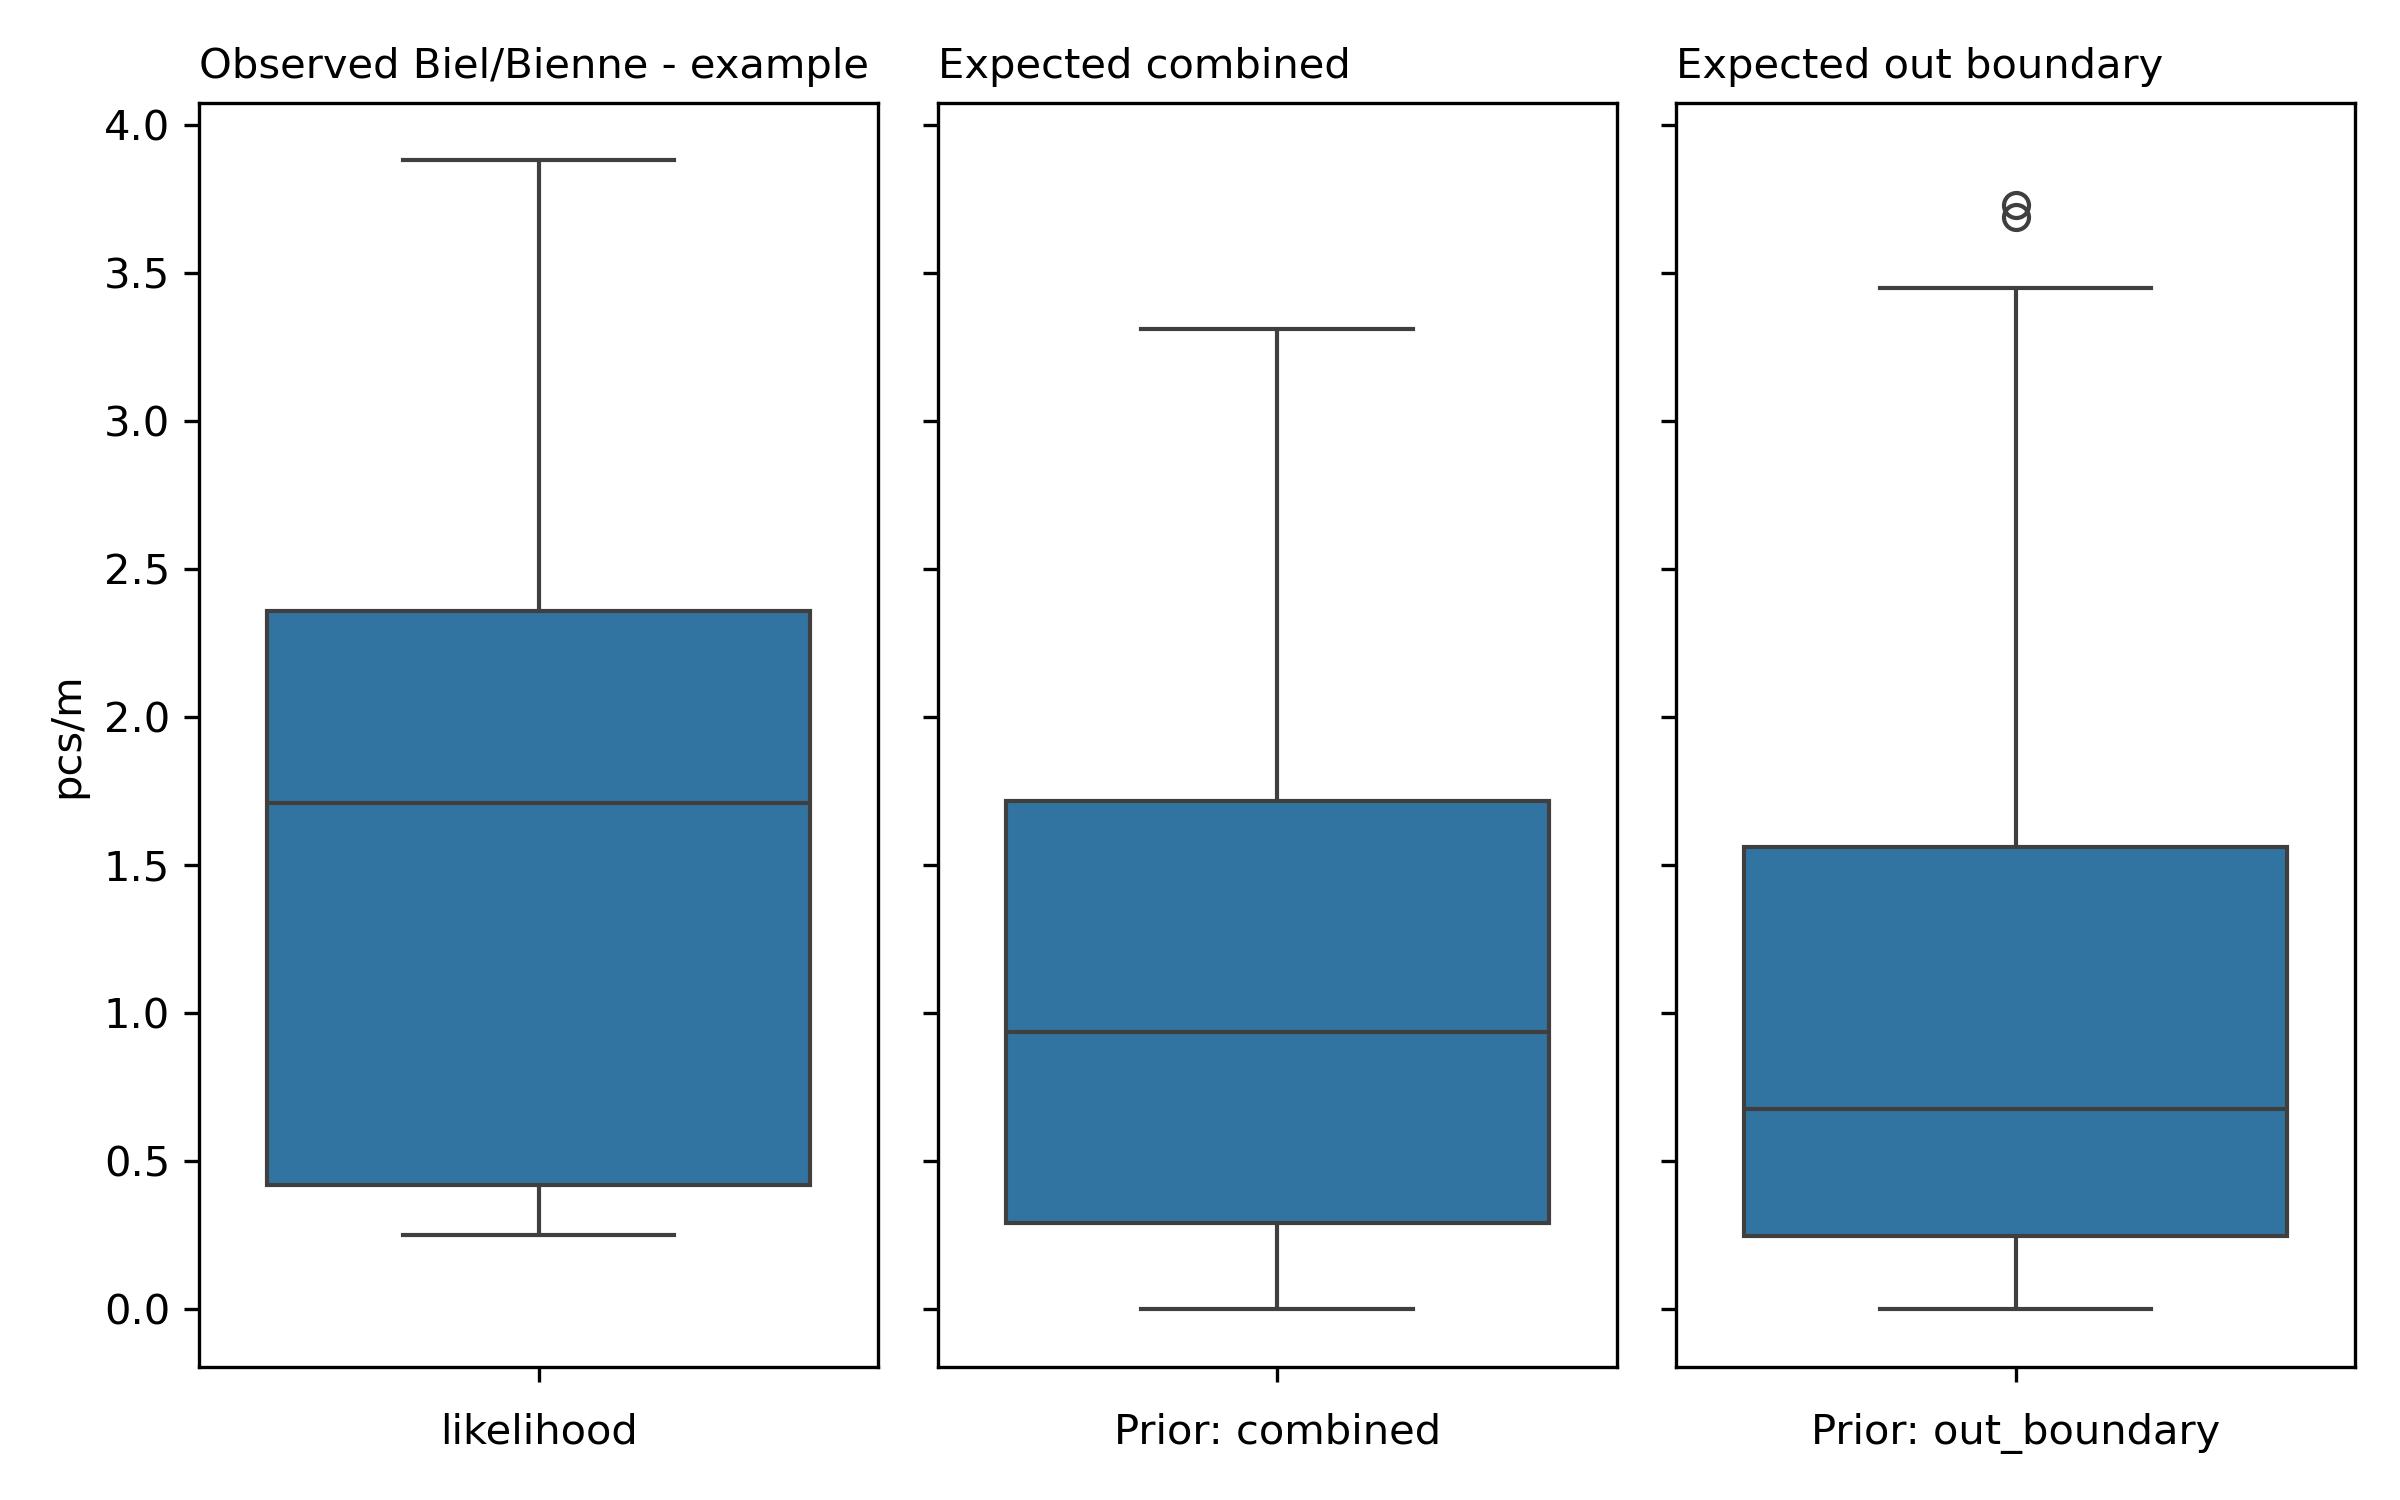 Observed Biel/Bienne - example
Expected combined
Expected out boundary
pcs/m
4.0
3.5
3.0
2.5
2.0
1.5
1.0
0.5
0.0
likelihood
Prior: combined
Prior: out_boundary